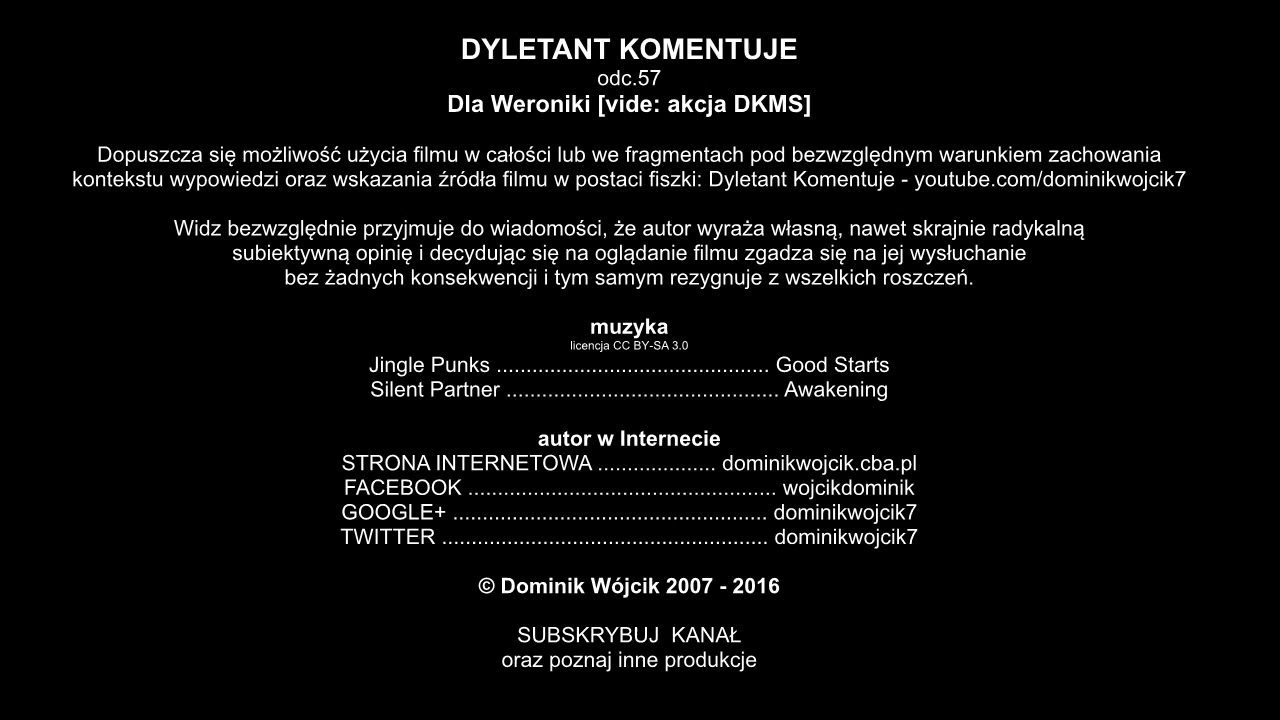 DYLETANT KOMENTUJE
odc.57
Dla Weroniki [vide: akcja DKMS]
Dopuszcza się możliwość użycia filmu w całości lub we fragmentach pod bezwzględnym warunkiem zachowania
kontekstu wypowiedzi oraz wskazania źródła filmu w postaci fiszki: Dyletant Komentuje - youtube.com/dominikwojcik7
Widz bezwzględnie przyjmuje do wiadomości, że autor wyraża własną, nawet skrajnie radykalną
subiektywną opinię i decydując się na oglądanie filmu zgadza się na jej wysłuchanie
bez żadnych konsekwencji i tym samym rezygnuje z wszelkich roszczeń.
muzyka
licencja CC BY-SA 3.0
Jingle Punks .............................................. Good Starts
Silent Partner .............................................. Awakening
autor w Internecie
STRONA INTERNETOWA .................... dominikwojcik.cba.pl
FACEBOOK .................................................... wojcikdominik
GOOGLE+ ..................................................... dominikwojcik7
TWITTER ....................................................... dominikwojcik7
© Dominik Wójcik 2007 - 2016
SUBSKRYBUJ  KANAŁ
oraz poznaj inne produkcje